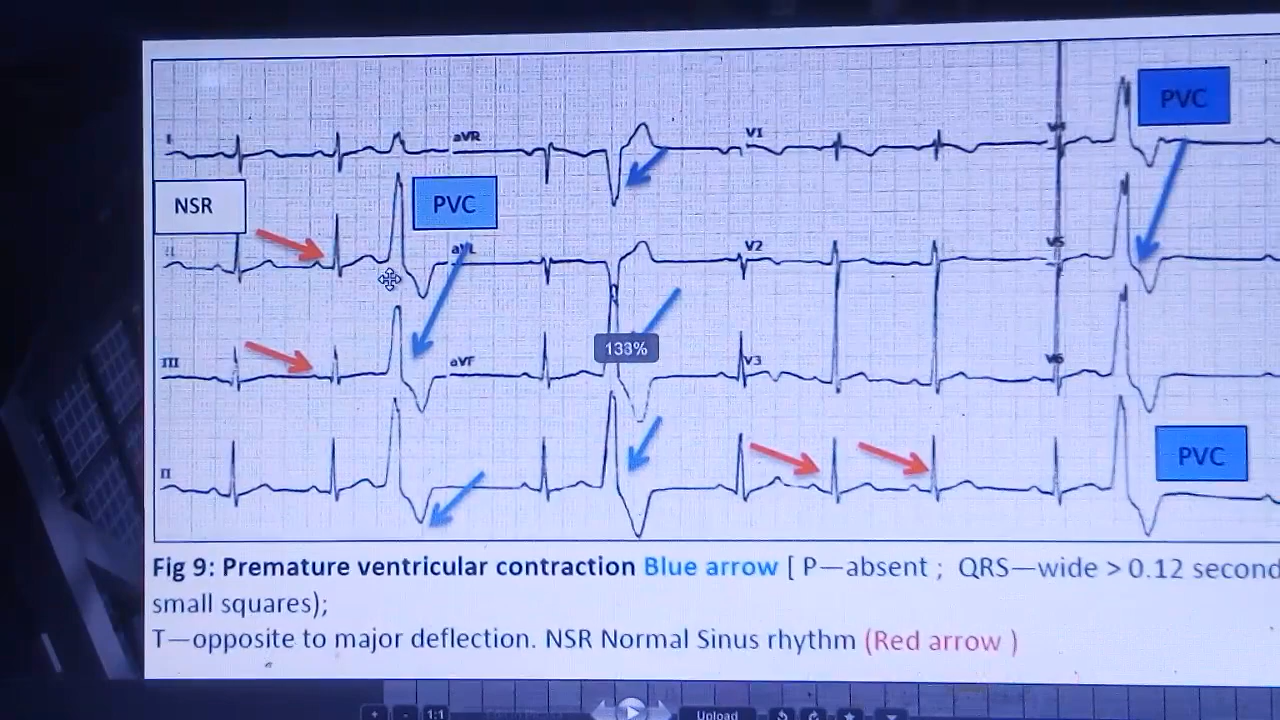 I
aVR
V1
PVC
NSR
PVC
II
aVL
V2
V5
133%
III
aVF
V3
V6
II
PVC
Fig 9: Premature ventricular contraction Blue arrow [ P—absent ; QRS—wide > 0.12 second
small squares);
T—opposite to major deflection. NSR Normal Sinus rhythm (Red arrow )
+ - 1:1 Upload